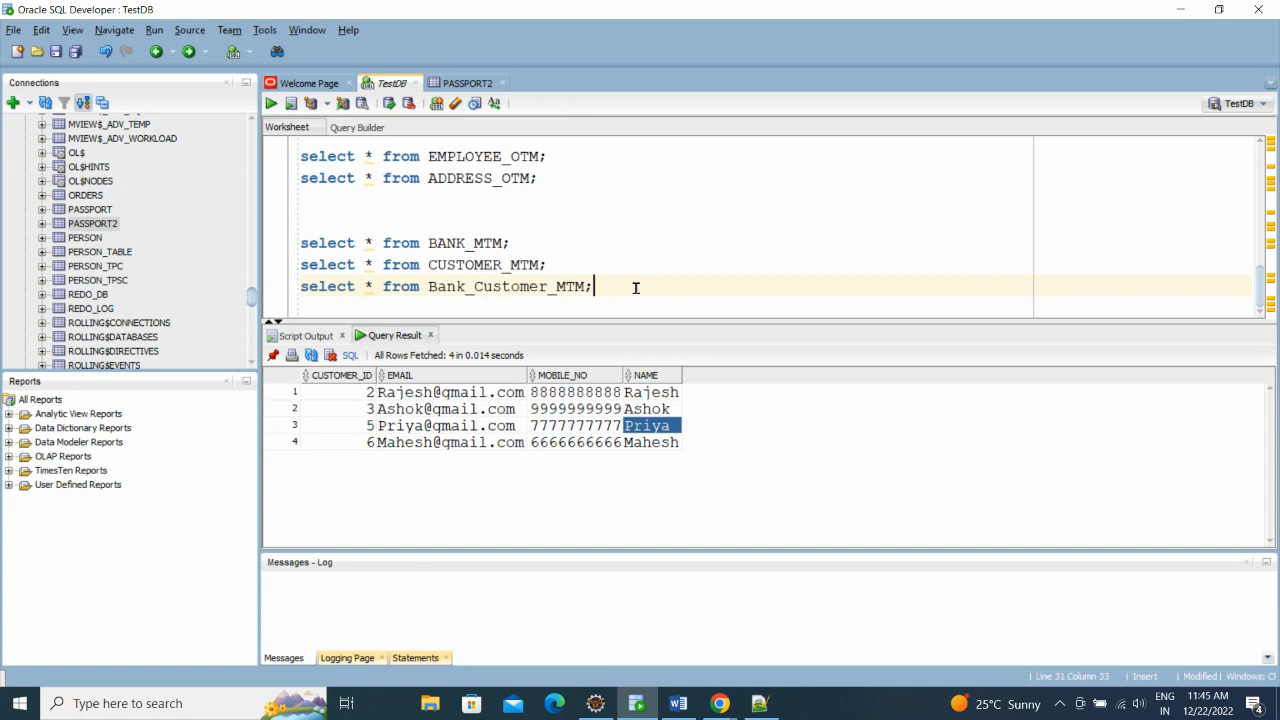 Oracle SQL Developer : TestDB
File Edit View Navigate Run Source Team Tools Window Help
Connections
MVIEW$_ADV_TEMP
MVIEW$_ADV_WORKLOAD
OL$
OL$HINTS
OL$NODES
ORDERS
PASSPORT
PASSPORT2
PERSON
PERSON_TABLE
PERSON_TPC
PERSON_TPSC
REDO_DB
REDO_LOG
ROLLING$CONNECTIONS
ROLLING$DATABASES
ROLLING$DIRECTIVES
ROLLING$EVENTS
Reports
All Reports
Analytic View Reports
Data Dictionary Reports
Data Modeler Reports
OLAP Reports
TimesTen Reports
User Defined Reports
Welcome Page TestDB PASSPORT2
TestDB
Worksheet Query Builder
select * from EMPLOYEE_OTM;
select * from ADDRESS_OTM;
select * from BANK_MTM;
select * from CUSTOMER_MTM;
select * from Bank_Customer_MTM;
Script Output Query Result
SQL All Rows Fetched: 4 in 0.014 seconds
CUSTOMER_ID EMAIL MOBILE_NO NAME
1 2 Rajesh@gmail.com 8888888888 Rajesh
2 3 Ashok@gmail.com 9999999999 Ashok
3 5 Priya@gmail.com 7777777777 Priya
4 6 Mahesh@gmail.com 6666666666 Mahesh
Messages - Log
Messages Logging Page Statements
Line 31 Column 33 Insert Modified Windows: Cl
Type here to search
25°C Sunny
ENG
IN
11:45 AM
12/22/2022
4